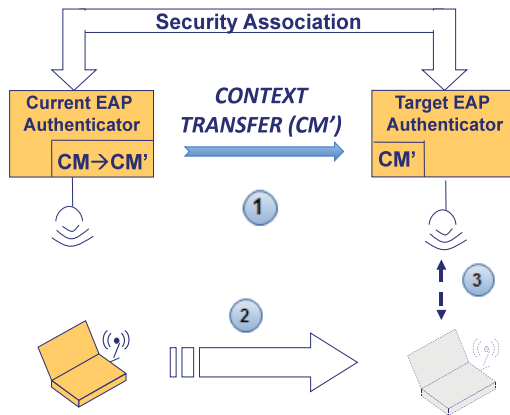 Security Association
Current EAP
Authenticator
CM→CM'
CONTEXT
TRANSFER (CM')
Target EAP
Authenticator
CM'
1
2
3